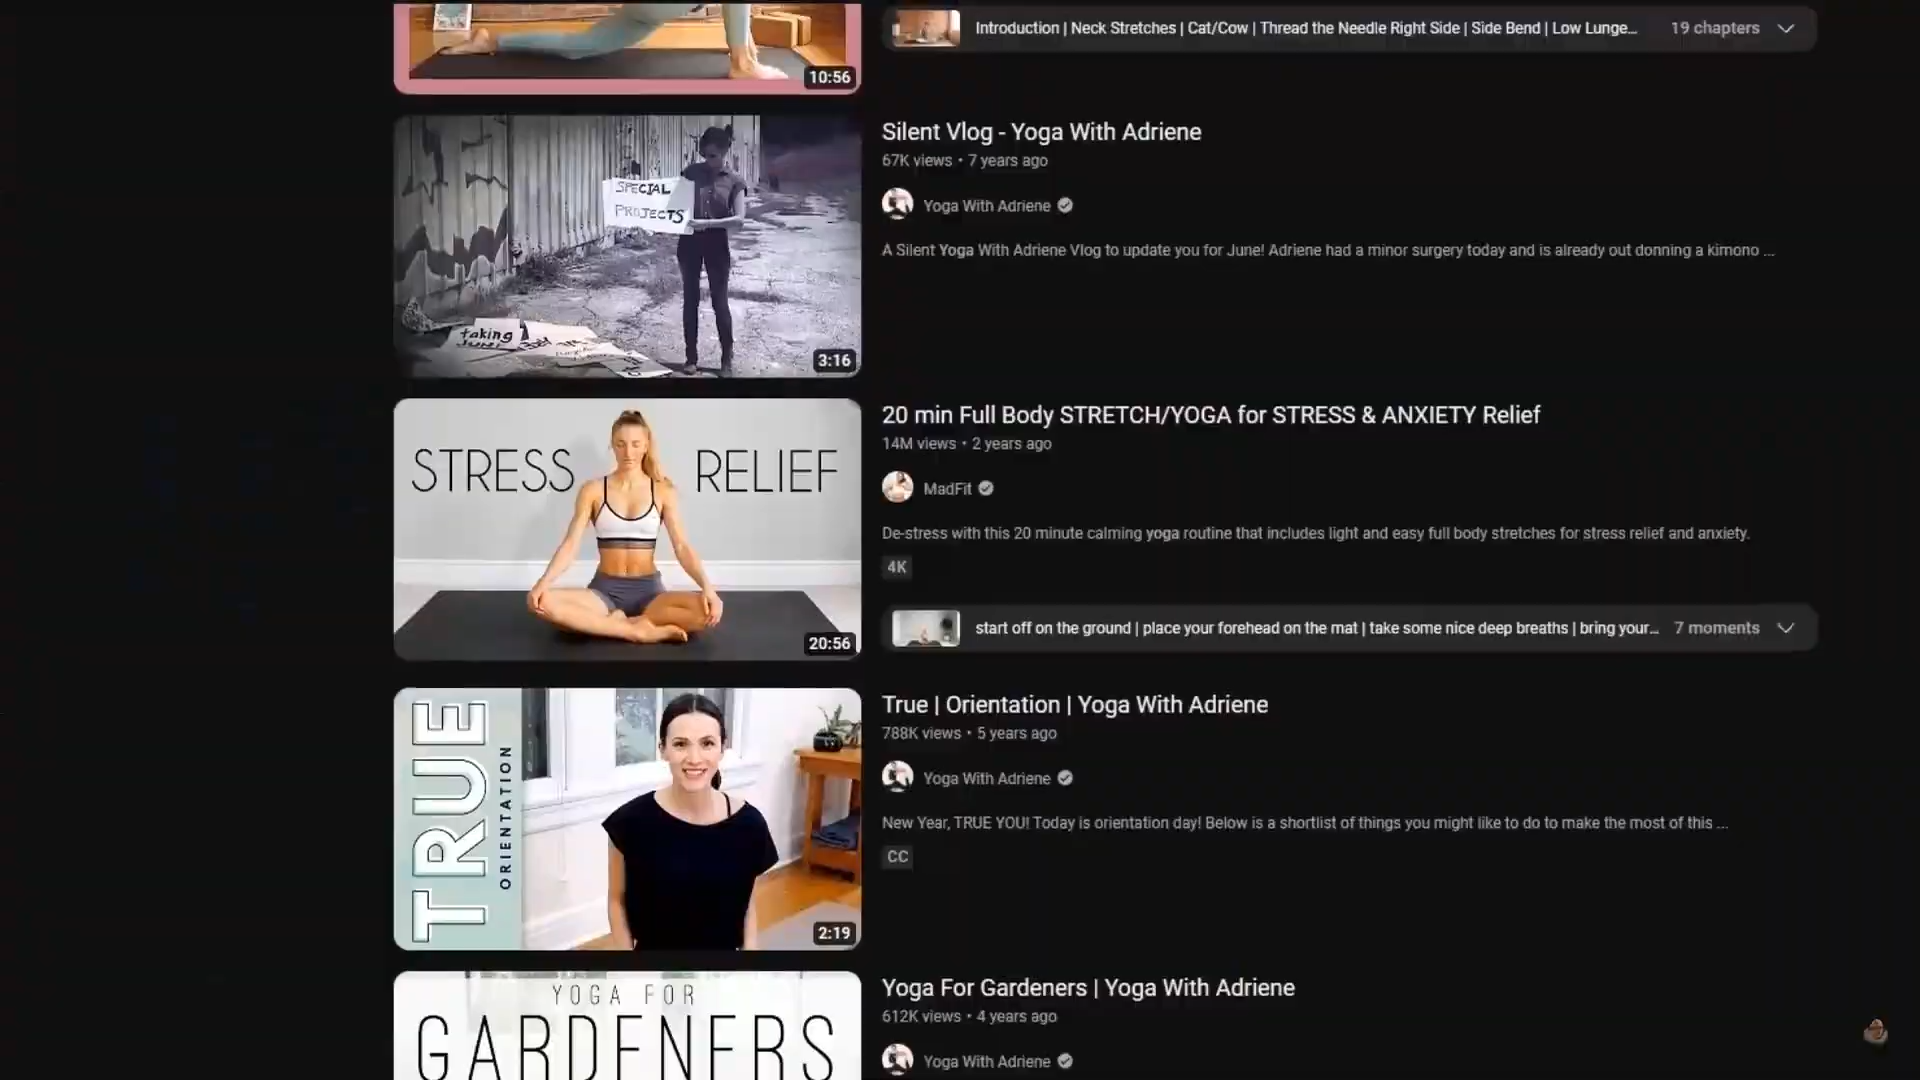 10:56
Introduction | Neck Stretches | Cat/Cow | Thread the Needle Right Side | Side Bend | Low Lunge...
19 chapters
SPECIAL
PROJECTS
taking
3:16
Silent Vlog - Yoga With Adriene
67K views • 7 years ago
Yoga With Adriene
A Silent Yoga With Adriene Vlog to update you for June! Adriene had a minor surgery today and is already out donning a kimono ...
STRESS RELIEF
20:56
20 min Full Body STRETCH/YOGA for STRESS & ANXIETY Relief
14M views • 2 years ago
MadFit
De-stress with this 20 minute calming yoga routine that includes light and easy full body stretches for stress relief and anxiety.
4K
start off on the ground | place your forehead on the mat | take some nice deep breaths | bring your...
7 moments
TRUE
ORIENTATION
2:19
True | Orientation | Yoga With Adriene
788K views • 5 years ago
Yoga With Adriene
New Year, TRUE YOU! Today is orientation day! Below is a shortlist of things you might like to do to make the most of this ...
CC
YOGA FOR
GARDENERS
Yoga For Gardeners | Yoga With Adriene
612K views • 4 years ago
Yoga With Adriene